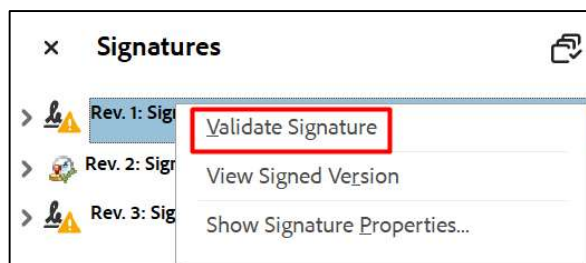 Signatures
Rev. 1: Sig
Validate Signature
Rev. 2: Sig
View Signed Version
Rev. 3: Sig
Show Signature Properties...